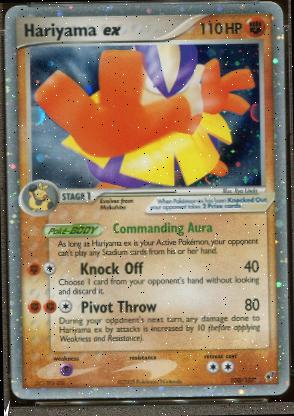 Hariyama ex 110 HP
STAGE 1
Evolves from
Makuhita
When Pokémon-ex has been Knocked Out
your opponent takes 2 Prize cards.
Poké-BODY Commanding Aura
As long as Hariyama ex is your Active Pokémon, your opponent
can't play any Stadium cards from his or her hand.
Knock Off 40
Choose 1 card from your opponent's hand without looking
and discard it.
Pivot Throw 80
During your opponent's next turn, any damage done to
Hariyama ex by attacks is increased by 10 (before applying
Weakness and Resistance).
weakness resistance retreat cost